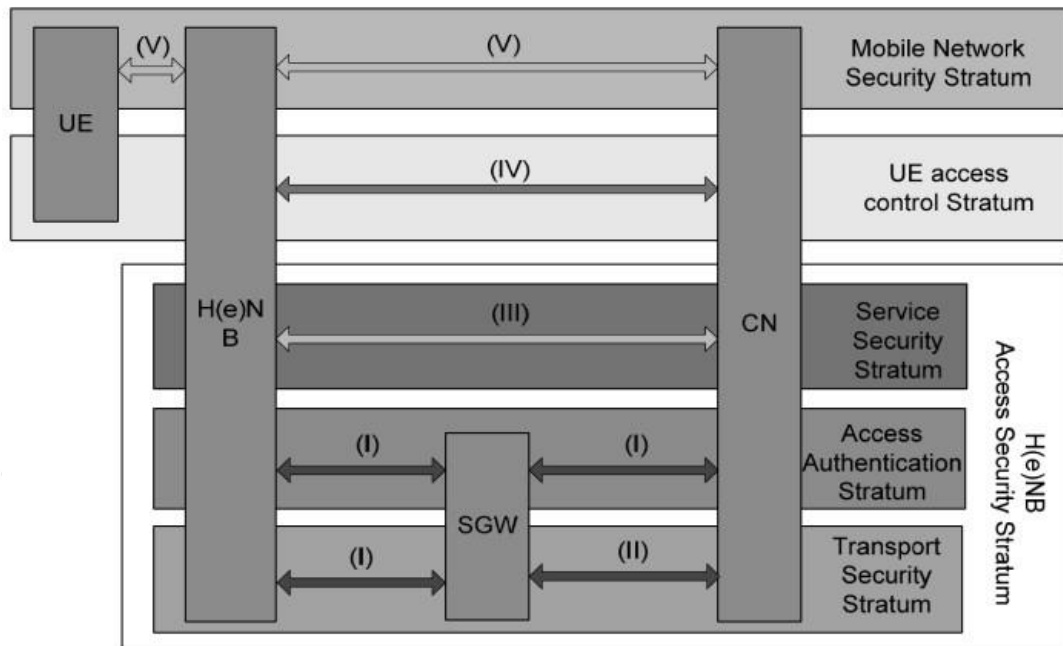 (V)
(V)
Mobile Network
Security Stratum
UE
(IV)
UE access
control Stratum
H(e)N
B
(III)
CN
Service
Security
Stratum
(I)
(I)
Access
Authentication
Stratum
SGW
(I)
(II)
Transport
Security
Stratum
H(e)NB
Access Security Stratum